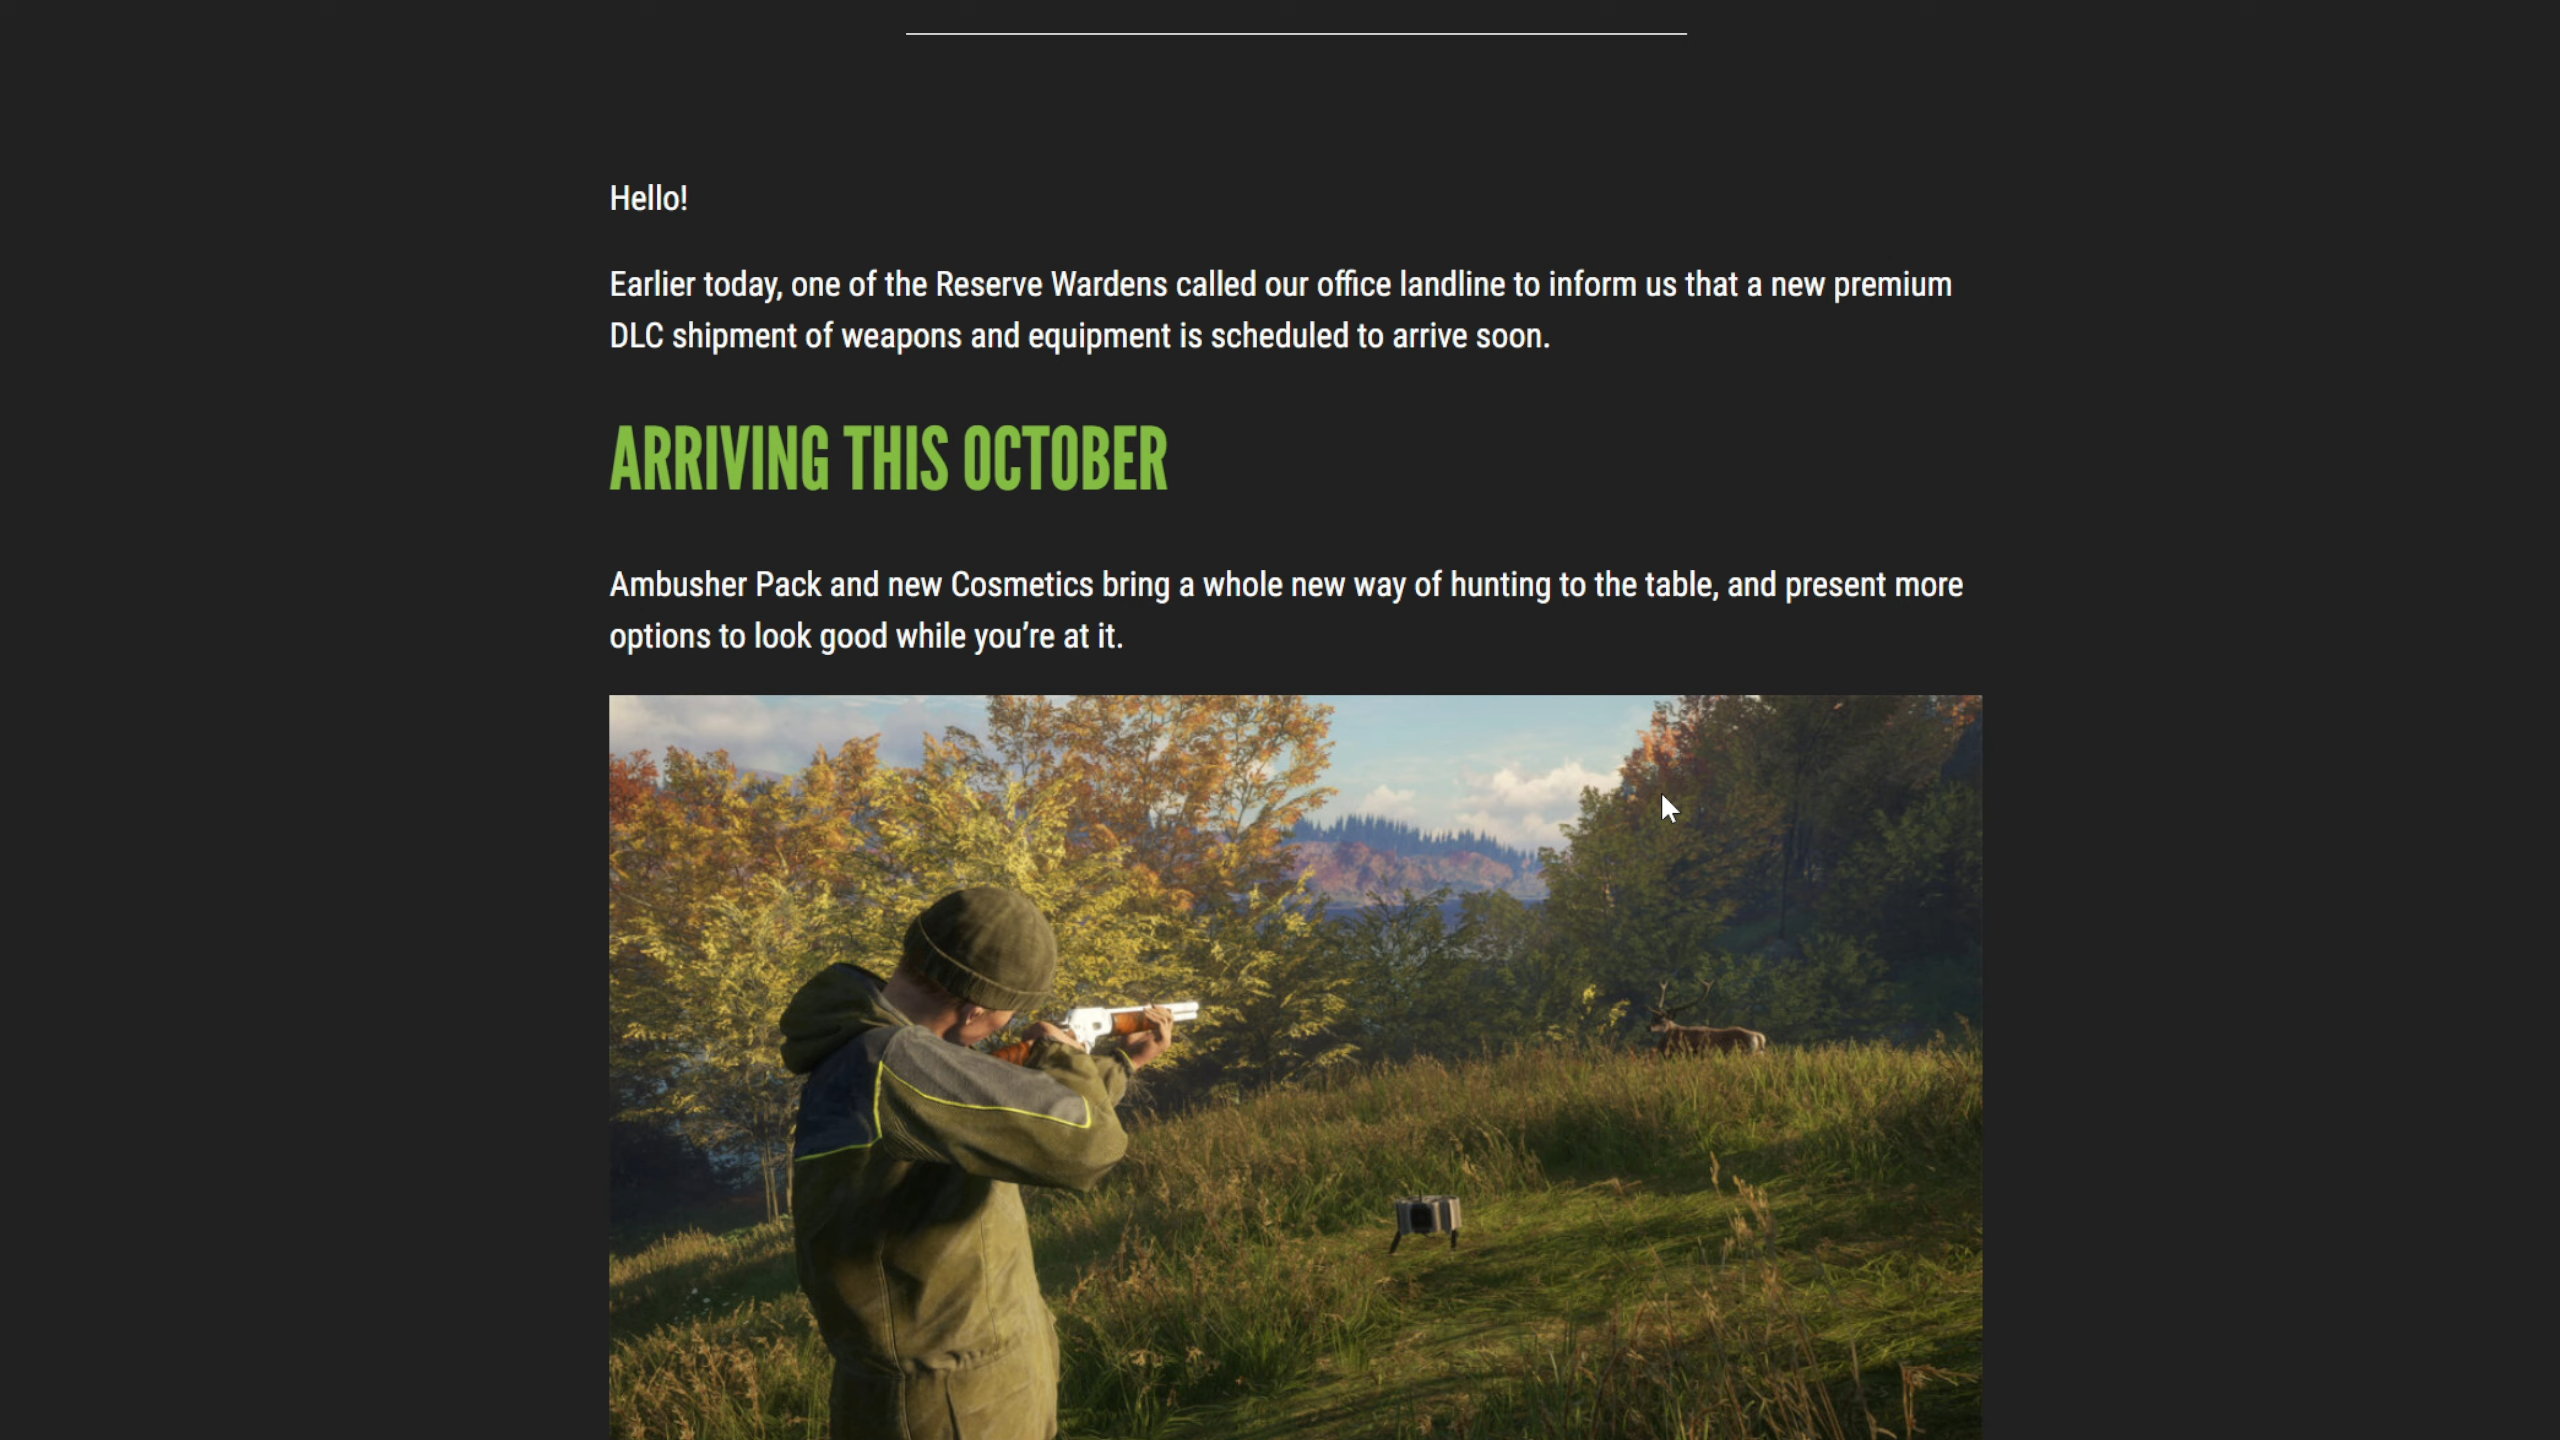 Hello!
Earlier today, one of the Reserve Wardens called our office landline to inform us that a new premium
DLC shipment of weapons and equipment is scheduled to arrive soon.
ARRIVING THIS OCTOBER
Ambusher Pack and new Cosmetics bring a whole new way of hunting to the table, and present more
options to look good while you’re at it.